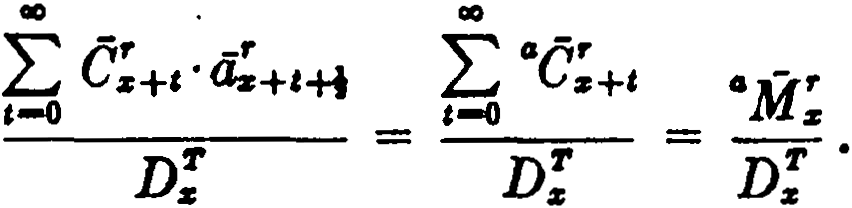 $$\frac{\sum_{t=0}^{\infty} \bar{C}^{r}_{x+t} \cdot \bar{a}^{r}_{x+t+\frac{1}{2}}}{D^{T}_{x}} = \frac{\sum_{t=0}^{\infty} {}^{a}\bar{C}^{r}_{x+t}}{D^{T}_{x}} = \frac{{}^{a}\bar{M}^{r}_{x}}{D^{T}_{x}}.$$